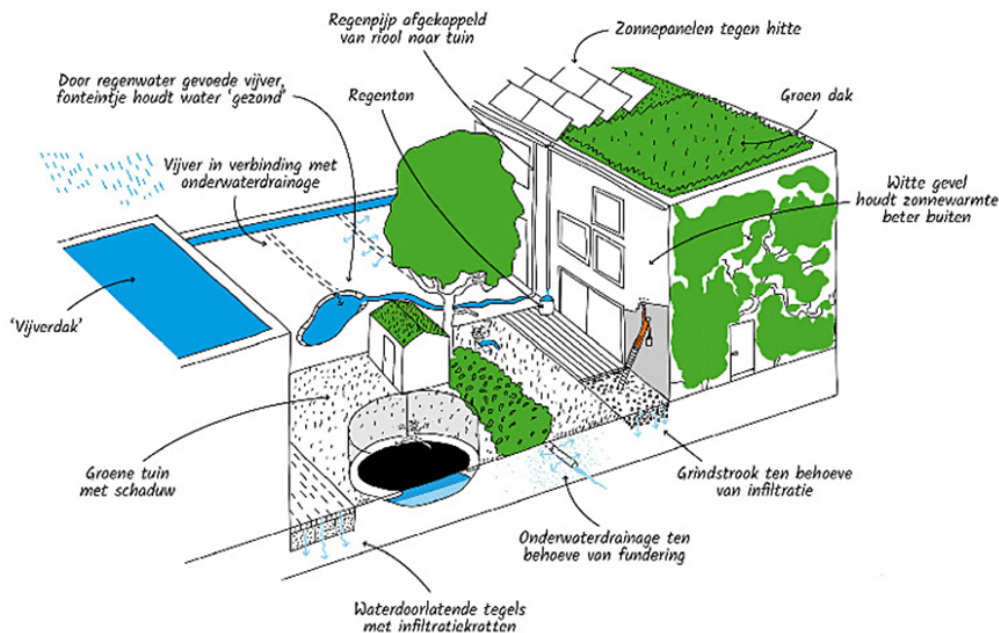 Regenpijp afgekoppeld
van riool naar tuin
Zonnepanelen tegen hitte
Door regenwater gevoede vijver,
fonteintje houdt water 'gezond'
Regenton
Groen dak
Vijver in verbinding met
onderwaterdrainage
Witte gevel
houdt zonnewarmte
beter buiten
'Vijverdak'
Groene tuin
met schaduw
Grindstrook ten behoeve
van infiltratie
Onderwaterdrainage ten
behoeve van fundering
Waterdoorlatende tegels
met infiltratiekratten